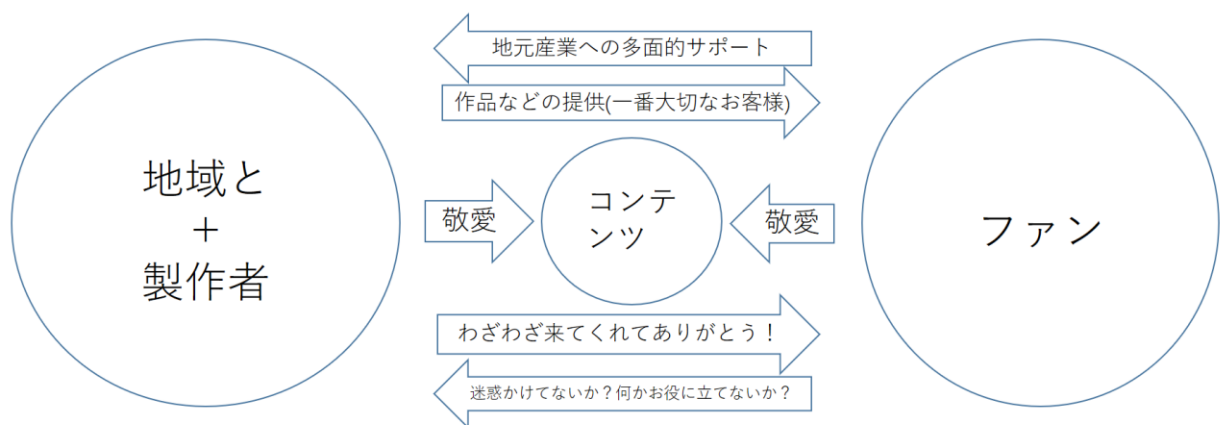 地元産業への多面的サポート
作品などの提供(一番大切なお客様)
地域と
+
製作者
敬愛
コンテ
ンツ
敬愛
ファン
わざわざ来てくれてありがとう！
迷惑かけてないか？何かお役に立てないか？